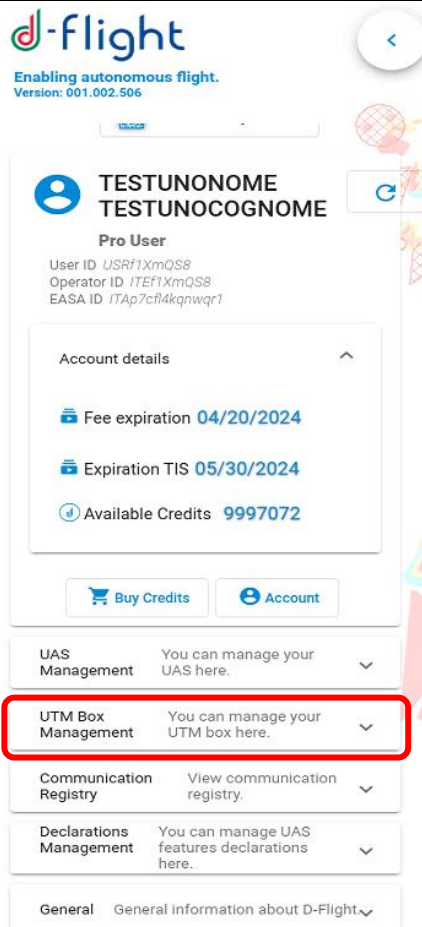 d-flight
Enabling autonomous flight.
Version: 001.002.506
TESTUNONOME
TESTUNOCOGNOME
Pro User
User ID USRf1XmQS8
Operator ID ITEf1XmQS8
EASA ID ITAp7cfl4kqnwqr1
Account details
Fee expiration 04/20/2024
Expiration TIS 05/30/2024
d Available Credits 9997072
Buy Credits Account
UAS Management
You can manage your
UAS here.
UTM Box
Management
You can manage your
UTM box here.
Communication
Registry
View communication
registry.
Declarations
Management
You can manage UAS
features declarations
here.
General General information about D-Flight